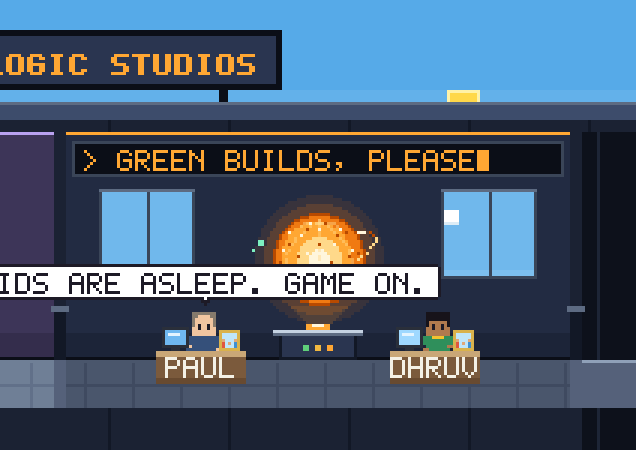 LOGIC STUDIOS
> GREEN BUILDS, PLEASE
IDS ARE ASLEEP. GAME ON.
PAUL
DHRUV